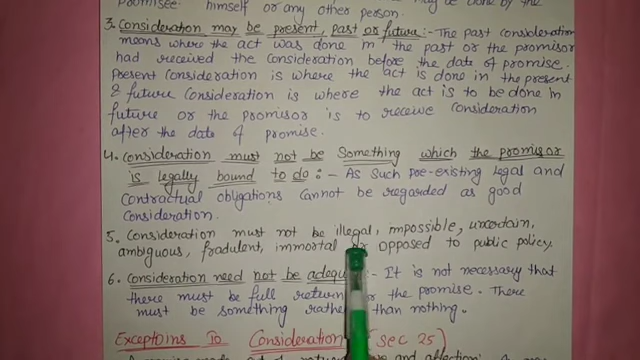 promisee himself or any other person.
3. Consideration may be present, past or future :- The past consideration
means where the act was done in the past or the promisor
had received the consideration before the date of promise.
Present consideration is where the act is done in the present
& future consideration is where the act is to be done in
future or the promisor is to receive consideration
after the date of promise.
4. Consideration must not be Something which the promisor
is legally bound to do :- As such pre-existing legal and
contractual obligations cannot be regarded as good
consideration.
5. Consideration must not be illegal, impossible, uncertain,
ambiguous, fradulent, immortal or opposed to public policy.
6. Consideration need not be adequ :- It is not necessary that
there must be full return for the promise. There
must be something rather than nothing.
Exceptions To Consideration (Sec 25)
and affection